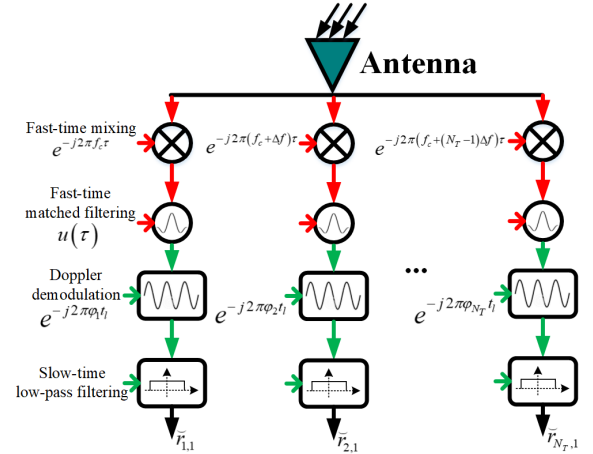 Antenna
Fast-time mixing
e^{-j2πf_cτ}
e^{-j2π(f_c+Δf)τ}
e^{-j2π(f_c+(N_T-1)Δf)τ}
Fast-time
matched filtering
u(τ)
Doppler
demodulation
e^{-j2πφ_1t_l}
e^{-j2πφ_2t_l}
...
e^{-j2πφ_{N_T}t_l}
Slow-time
low-pass filtering
r̆_{1,1}
r̆_{2,1}
r̆_{N_T,1}